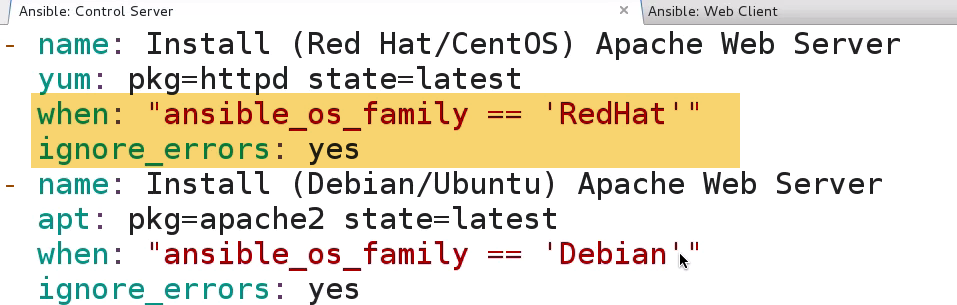 Ansible: Control Server × Ansible: Web Client
- name: Install (Red Hat/CentOS) Apache Web Server
  yum: pkg=httpd state=latest
  when: "ansible_os_family == 'RedHat'"
  ignore_errors: yes
- name: Install (Debian/Ubuntu) Apache Web Server
  apt: pkg=apache2 state=latest
  when: "ansible_os_family == 'Debian'"
  ignore_errors: yes